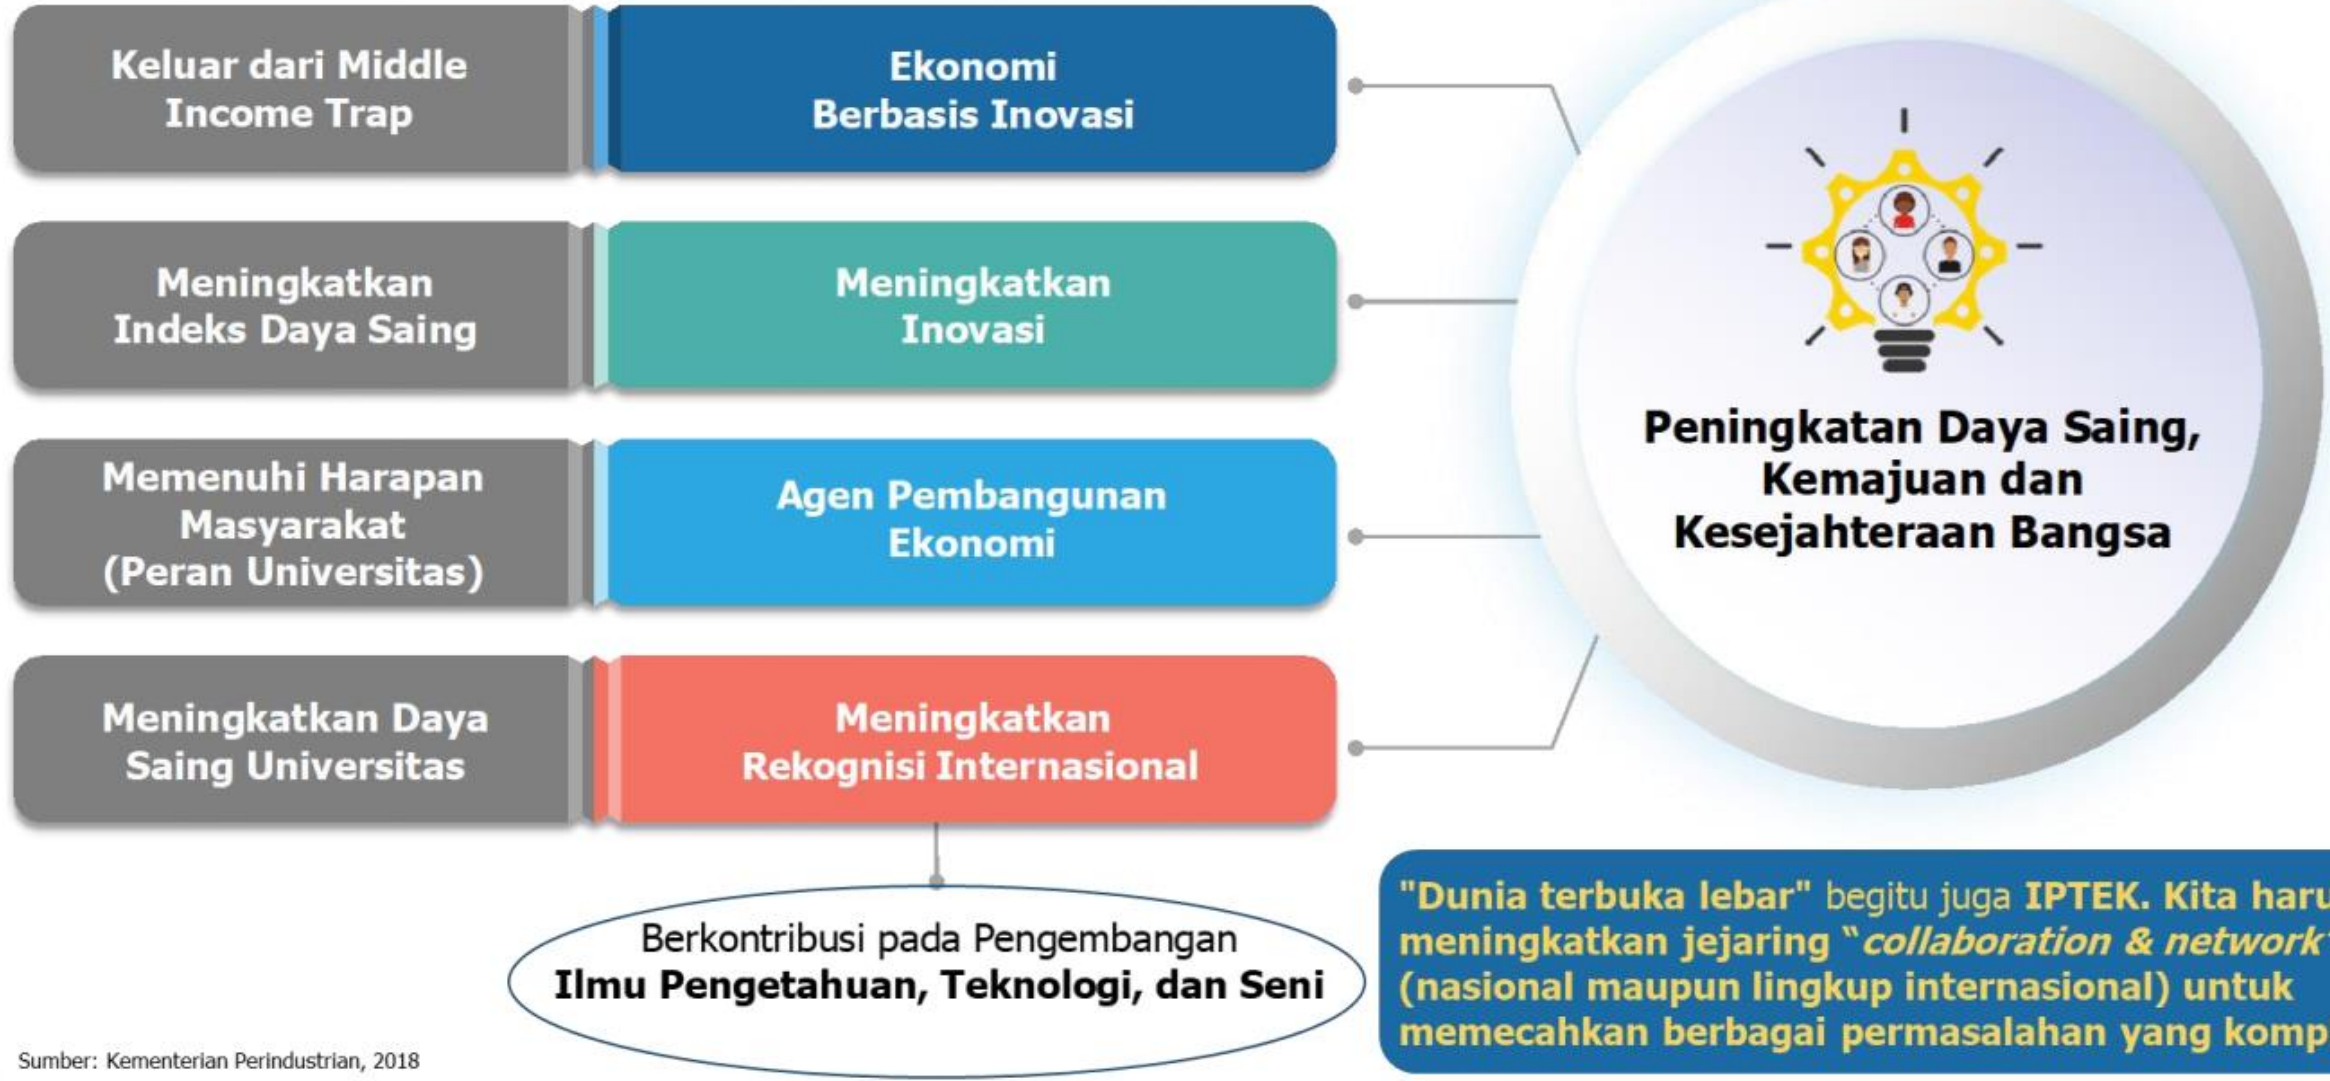 Keluar dari Middle
Income Trap
Ekonomi
Berbasis Inovasi
Meningkatkan
Indeks Daya Saing
Meningkatkan
Inovasi
Memenuhi Harapan
Masyarakat
(Peran Universitas)
Agen Pembangunan
Ekonomi
Meningkatkan Daya
Saing Universitas
Meningkatkan
Rekognisi Internasional
Peningkatan Daya Saing,
Kemajuan dan
Kesejahteraan Bangsa
Berkontribusi pada Pengembangan
Ilmu Pengetahuan, Teknologi, dan Seni
"Dunia terbuka lebar" begitu juga IPTEK. Kita
meningkatkan jejaring “collaboration & network
(nasional maupun lingkup internasional) untuk
memecahkan berbagai permasalahan yang
Sumber: Kementerian Perindustrian, 2018